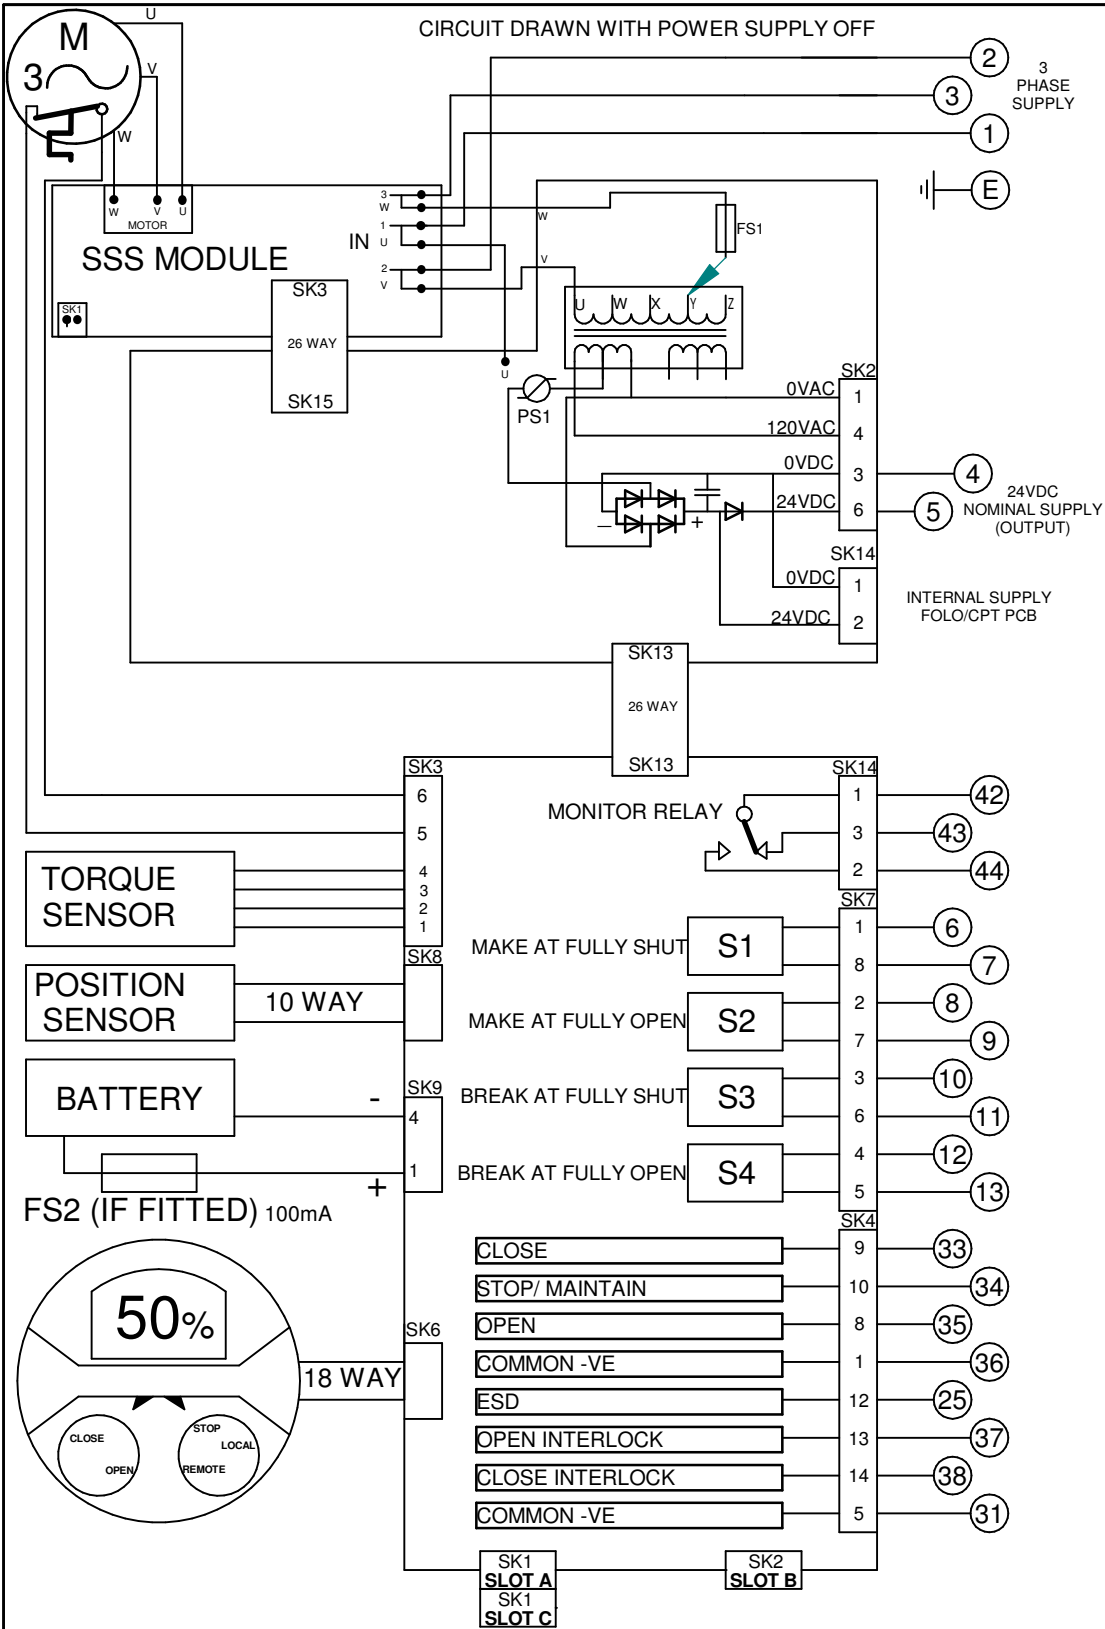 CIRCUIT DRAWN WITH POWER SUPPLY OFF
M
3
U
V
W
2
3
1
E
3
PHASE
SUPPLY
W
V
U
MOTOR
SSS MODULE
IN
3
W
1
U
2
V
SK1
SK3
26 WAY
SK15
W
V
U
FS1
U
W
X
Y
Z
PS1
SK2
0VAC
1
120VAC
4
0VDC
3
24VDC
6
4
5
24VDC
NOMINAL SUPPLY
(OUTPUT)
–
+
SK14
0VDC
1
24VDC
2
INTERNAL SUPPLY
FOLO/CPT PCB
SK13
26 WAY
SK13
SK3
6
5
4
3
2
1
TORQUE
SENSOR
POSITION
SENSOR
10 WAY
SK8
BATTERY
-
SK9
4
1
+
FS2 (IF FITTED) 100mA
50%
CLOSE
OPEN
STOP
LOCAL
REMOTE
18 WAY
SK6
MONITOR RELAY
SK14
1
42
3
43
2
44
SK7
MAKE AT FULLY SHUT
S1
1
6
8
7
MAKE AT FULLY OPEN
S2
2
8
7
9
BREAK AT FULLY SHUT
S3
3
10
6
11
BREAK AT FULLY OPEN
S4
4
12
5
13
SK4
CLOSE
9
33
STOP/ MAINTAIN
10
34
OPEN
8
35
COMMON -VE
1
36
ESD
12
25
OPEN INTERLOCK
13
37
CLOSE INTERLOCK
14
38
COMMON -VE
5
31
SK1
SLOT A
SK1
SLOT C
SK2
SLOT B